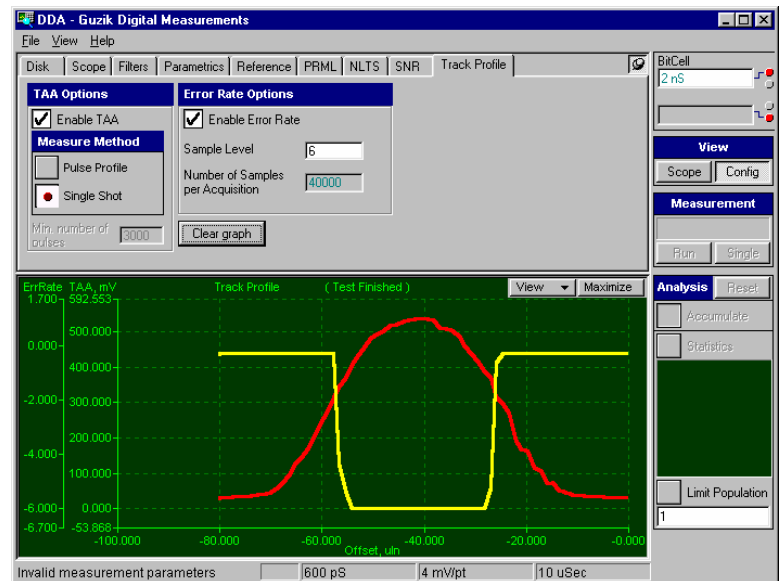 DDA - Guzik Digital Measurements
File View Help
Disk Scope Filters Parametrics Reference PRML NLTS SNR Track Profile
TAA Options
Enable TAA
Measure Method
Pulse Profile
Single Shot
Min. number of pulses 3000
Error Rate Options
Enable Error Rate
Sample Level 6
Number of Samples
per Acquisition 40000
Clear graph
BitCell
2 nS
View
Scope Config
Measurement
Run Single
Analysis Reset
Accumulate
Statistics
Limit Population
1
ErrRate TAA, mV Track Profile ( Test Finished ) View Maximize
1.700 592.553
500.000
0.000
400.000
-2.000 300.000
200.000
-4.000
100.000
-6.000 0.000
-6.700 -53.868
-100.000 -80.000 -60.000 -40.000 -20.000 -0.000
Offset, uIn
Invalid measurement parameters 600 pS 4 mV/pt 10 uSec